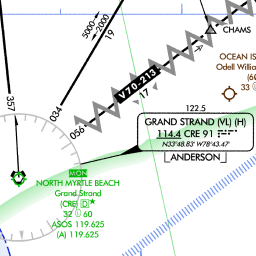 5000
2000
19
CHAMS
OCEAN IS
Odell Willia
(6
33
V70-213
17
357
034
056
122.5
GRAND STRAND (VL) (H)
114.4 CRE 91
N33°48.83' W78°43.47'
ANDERSON
MON
NORTH MYRTLE BEACH
Grand Strand
(CRE) D
32 60
ASOS 119.625
(A) 119.625